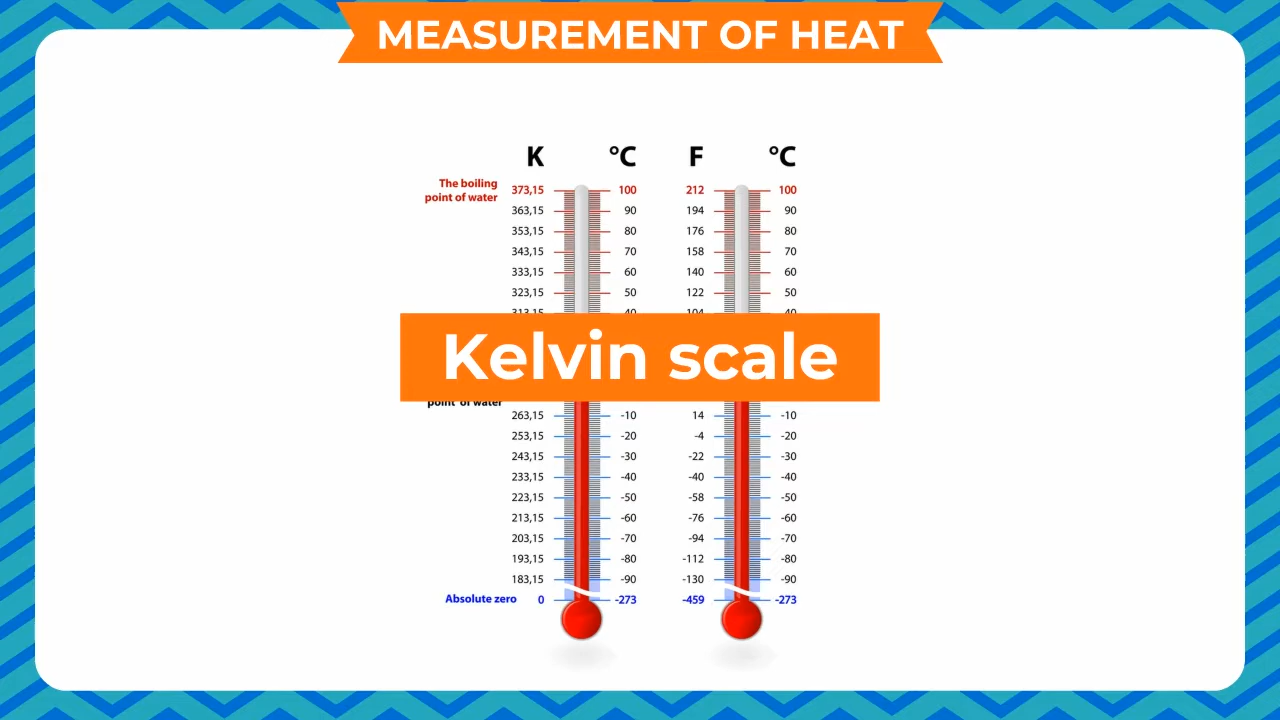 MEASUREMENT OF HEAT
K °C F °C
The boiling
point of water
373,15 100 212 100
363,15 90 194 90
353,15 80 176 80
343,15 70 158 70
333,15 60 140 60
323,15 50 122 50
Kelvin scale
263,15 -10 14 -10
253,15 -20 -4 -20
243,15 -30 -22 -30
233,15 -40 -40 -40
223,15 -50 -58 -50
213,15 -60 -76 -60
203,15 -70 -94 -70
193,15 -80 -112 -80
183,15 -90 -130 -90
Absolute zero 0 -273 -459 -273